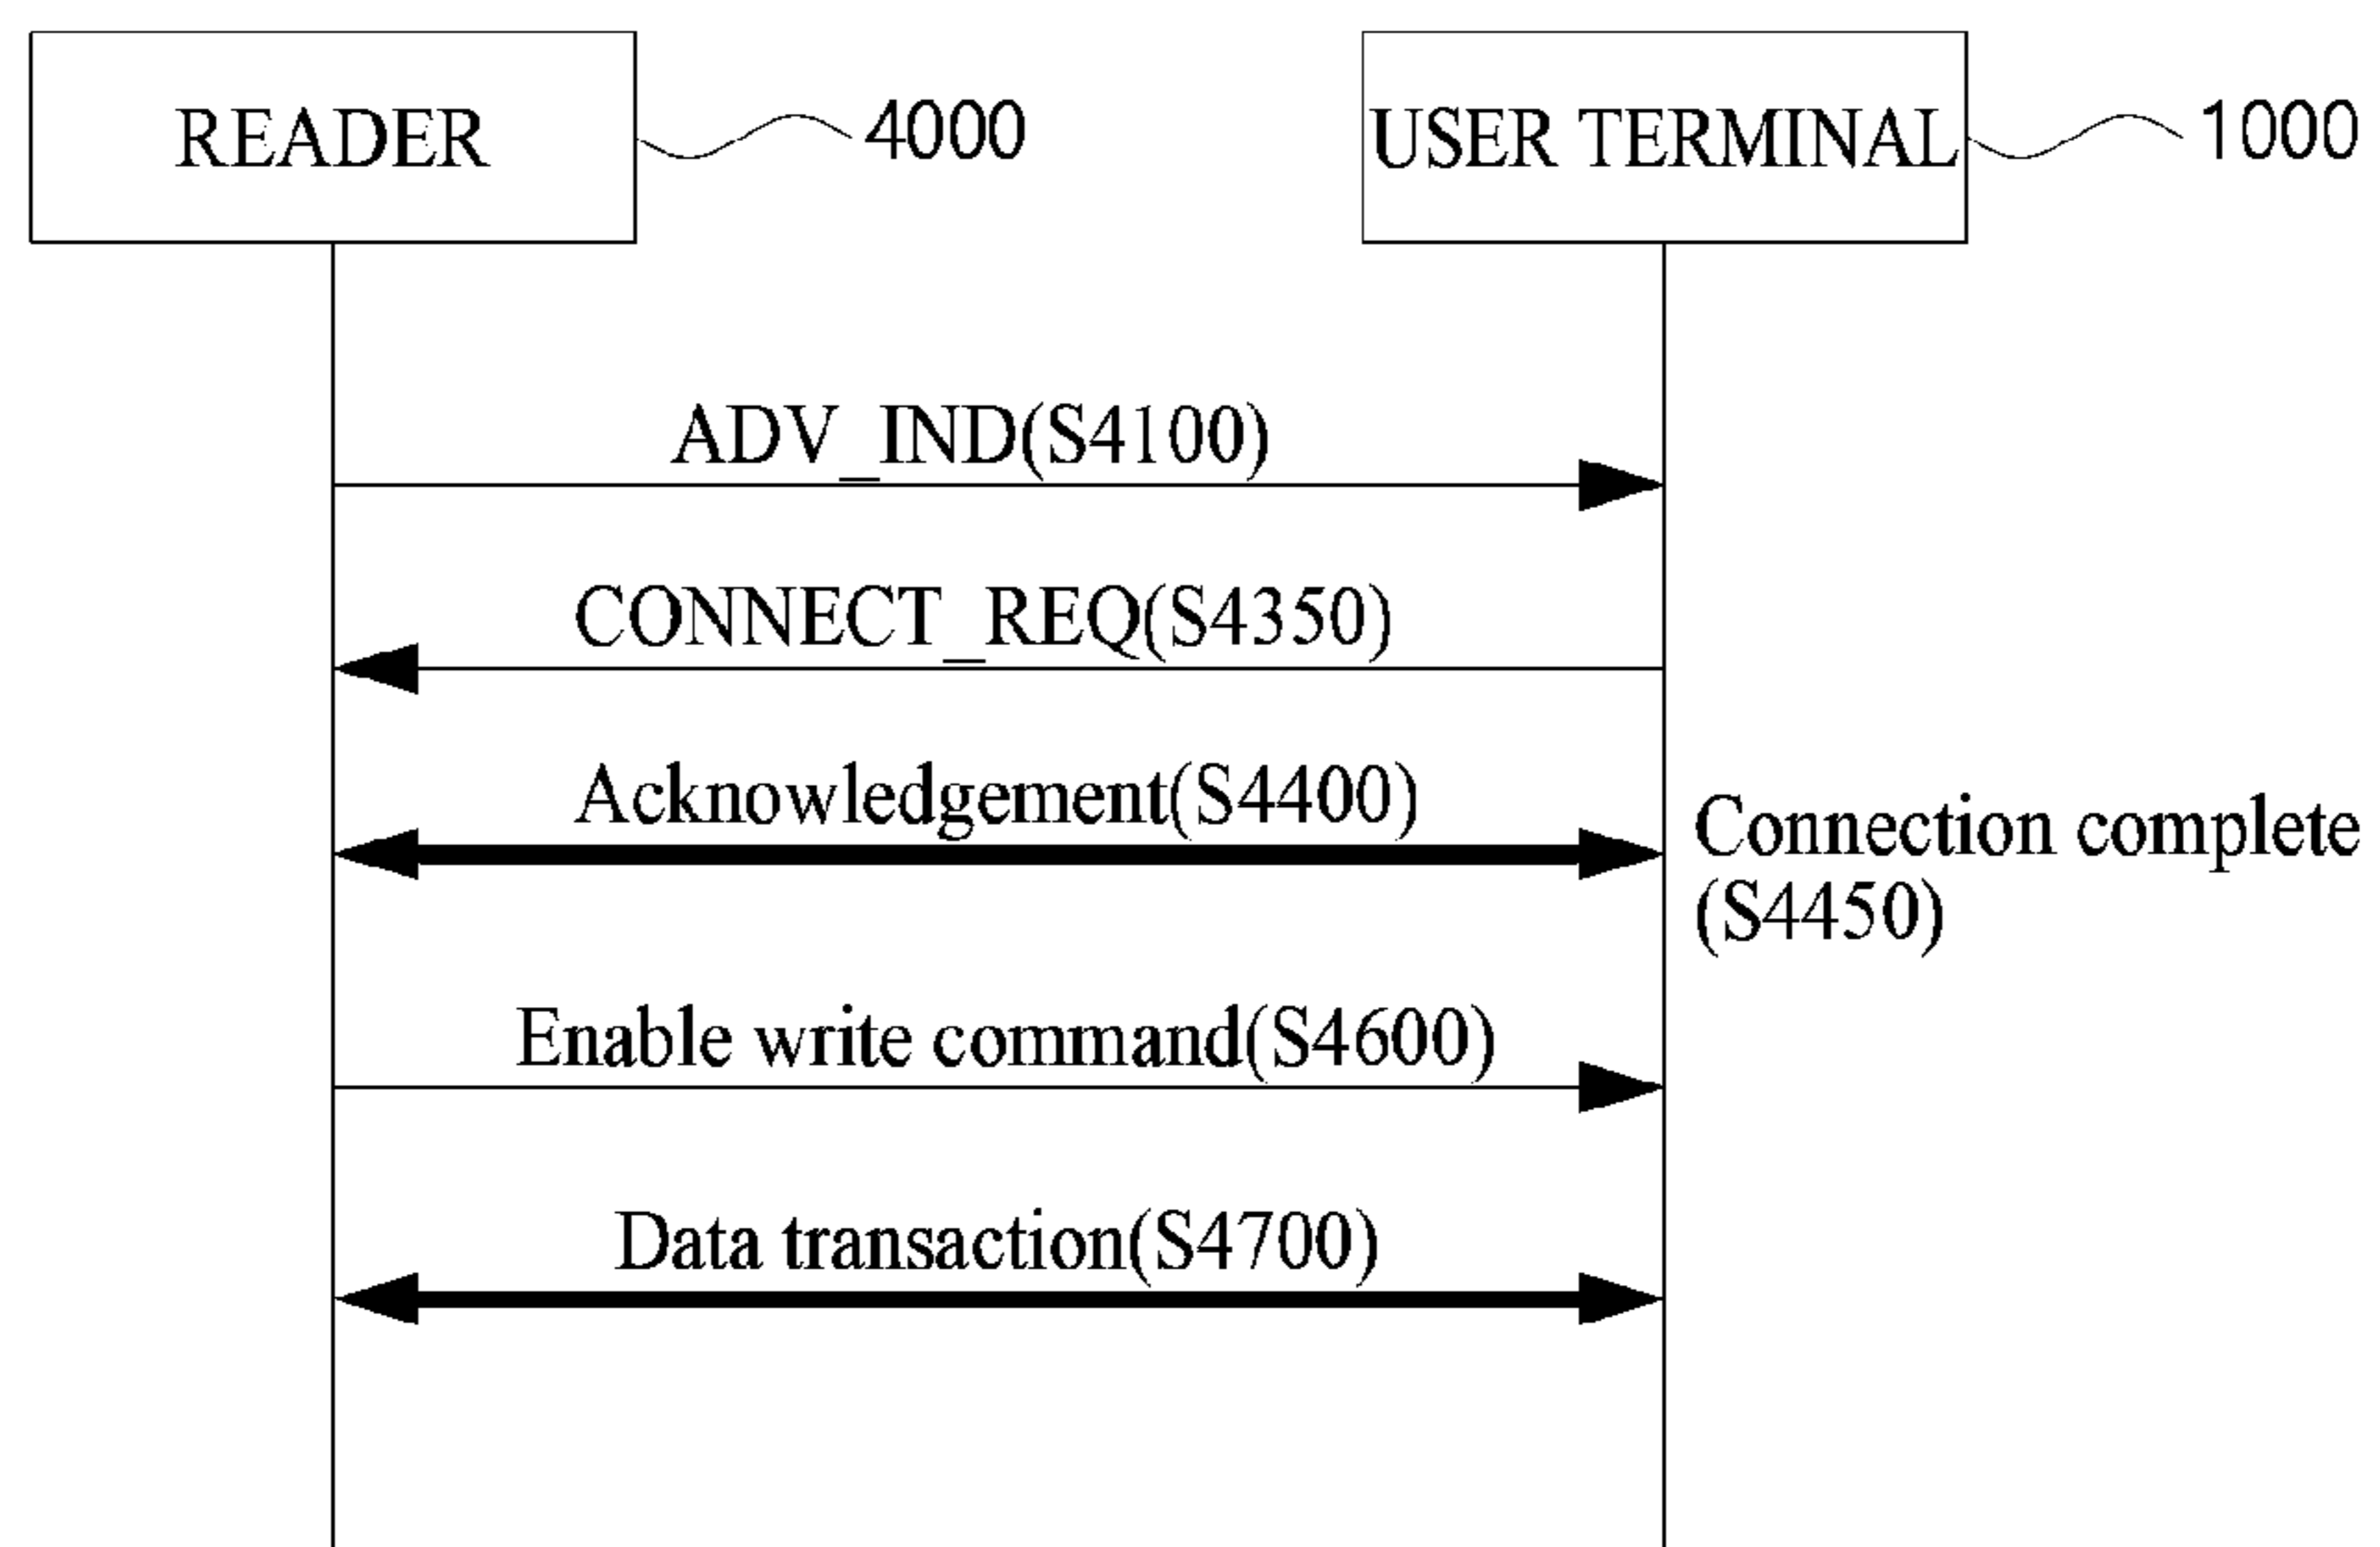 READER
4000
USER TERMINAL
1000
ADV_IND(S4100)
CONNECT_REQ(S4350)
Acknowledgement(S4400)
Connection complete
(S4450)
Enable write command(S4600)
Data transaction(S4700)